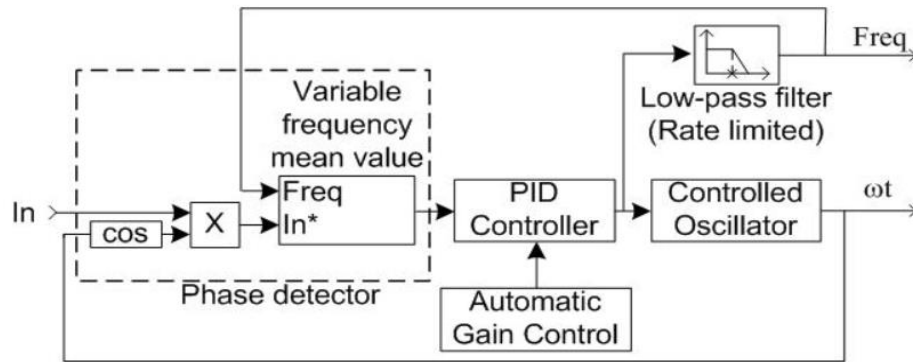 Freq
Variable
frequency
mean value
Low-pass filter
(Rate limited)
Freq
In*
In
cos
X
PID
Controller
Controlled
Oscillator
ωt
Phase detector
Automatic
Gain Control